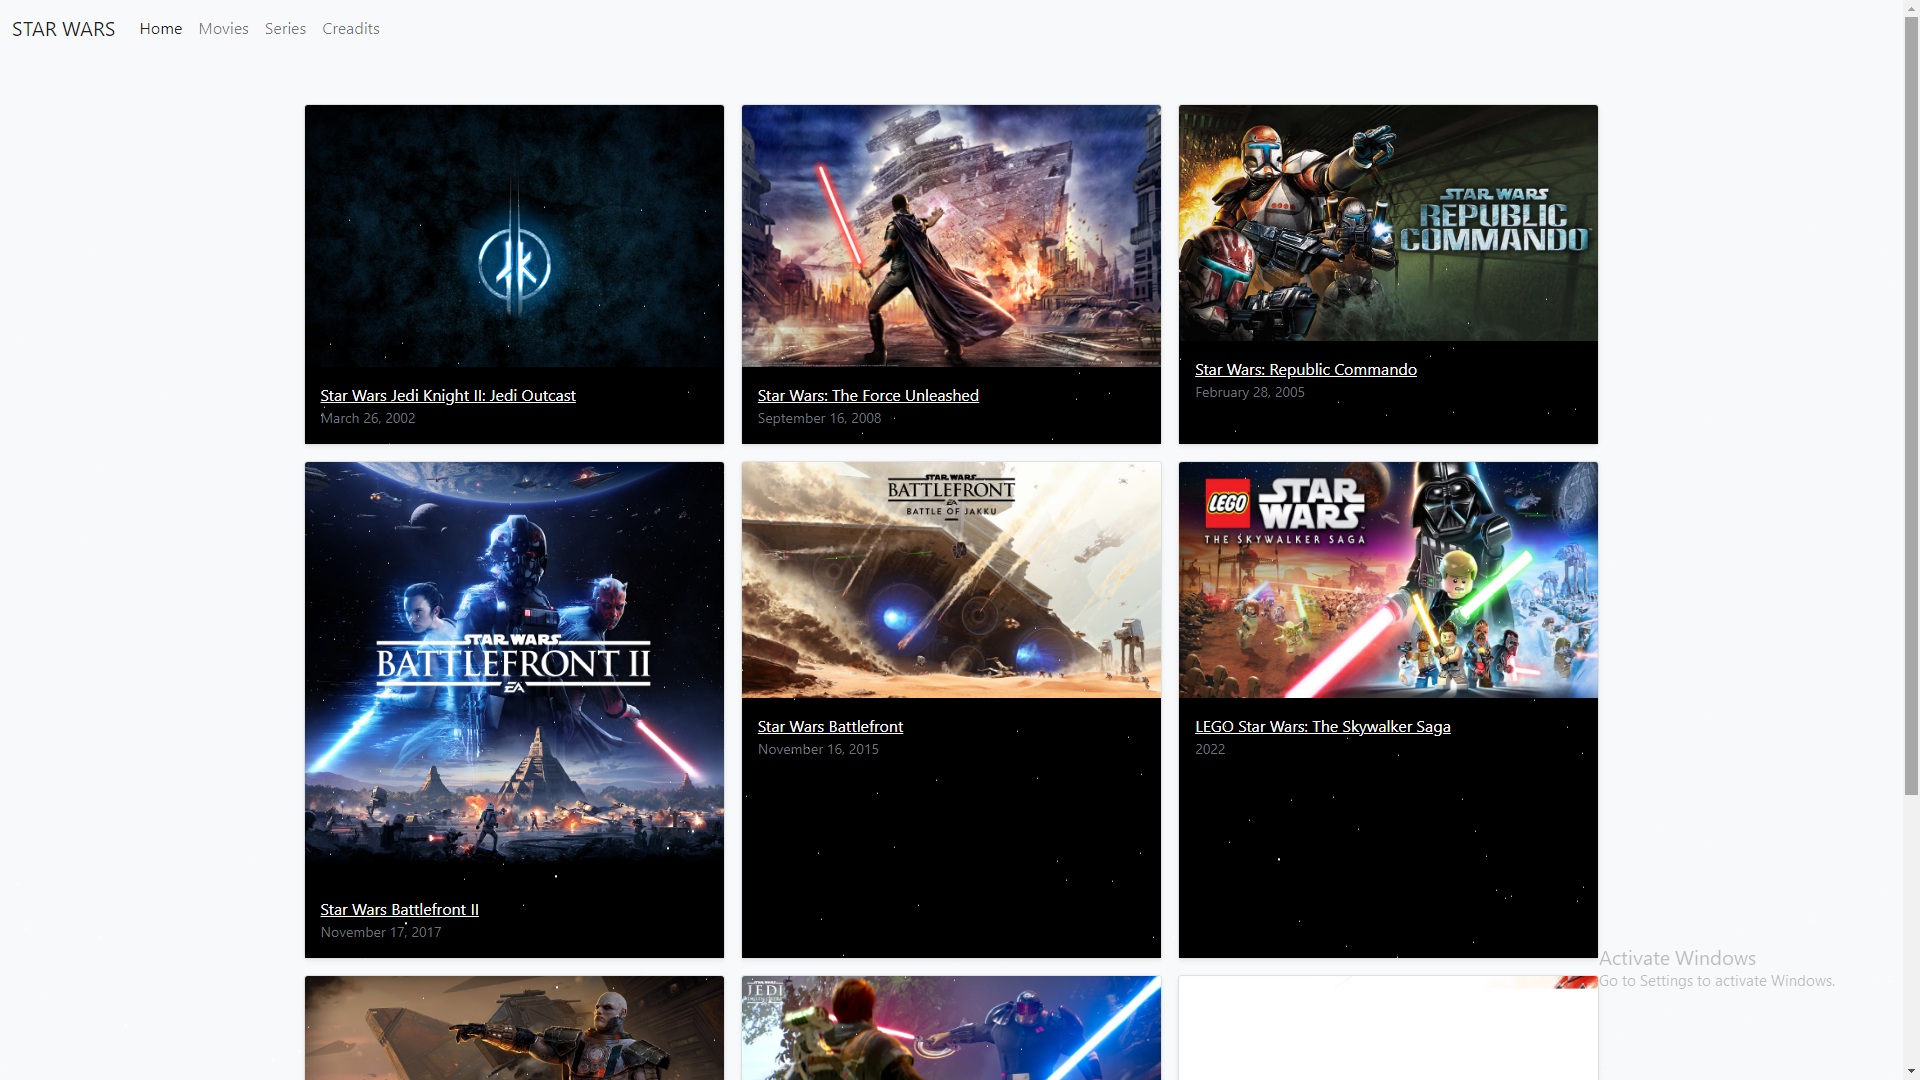 STAR WARS Home Movies Series Creadits
STAR WARS
REPUBLIC
COMMANDO
Star Wars Jedi Knight II: Jedi Outcast
March 26, 2002
Star Wars: The Force Unleashed
September 16, 2008
Star Wars: Republic Commando
February 28, 2005
STAR WARS
BATTLEFRONT II
EA
Star Wars Battlefront II
November 17, 2017
STAR WARS
BATTLEFRONT
EA
BATTLE OF JAKKU
Star Wars Battlefront
November 16, 2015
LEGO
STAR
WARS
THE SKYWALKER SAGA
LEGO Star Wars: The Skywalker Saga
2022
STAR WARS
JEDI
Activate Windows
Go to Settings to activate Windows.